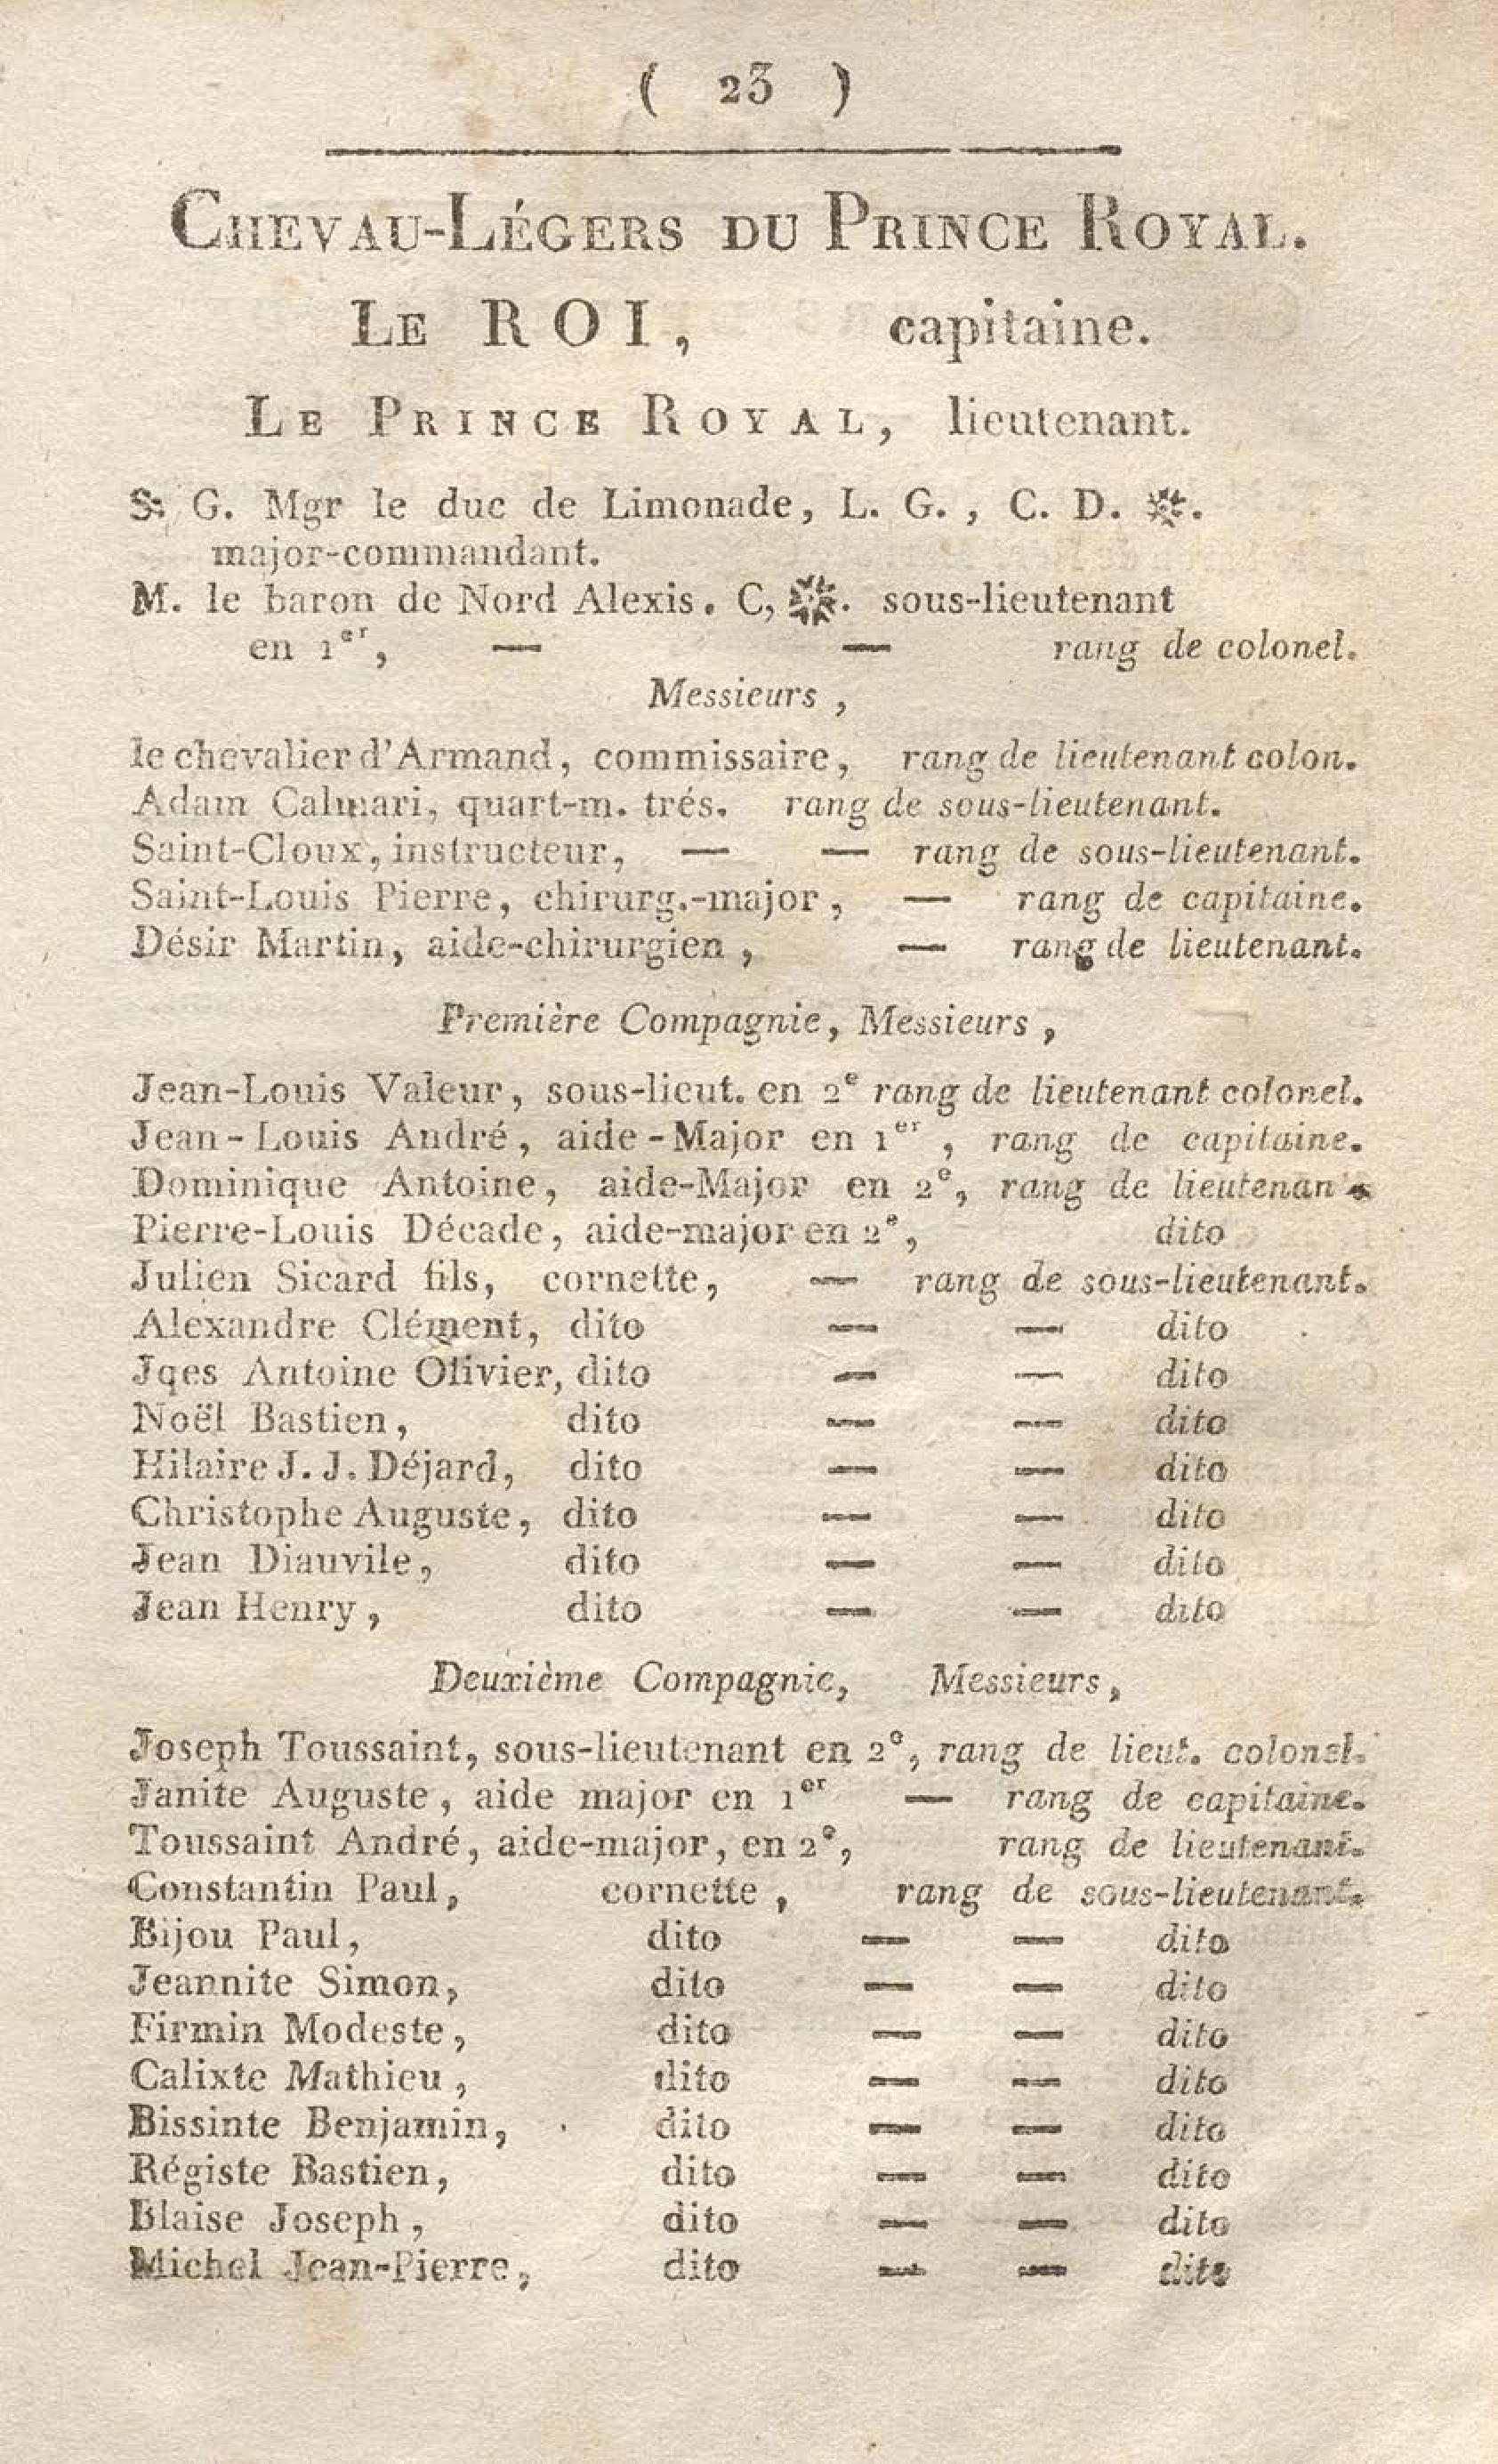 ( 23 )
CHEVAU-LÉGERS DU PRINCE ROYAL.
LE ROI, capitaine.
LE PRINCE ROYAL, lieutenant.
S. G. Mgr le duc de Limonade, L. G., C. D. ※.
major-commandant.
M. le baron de Nord Alexis. C, ※. sous-lieutenant
en 1er, — — rang de colonel.
Messieurs,
le chevalier d'Armand, commissaire, rang de lieutenant colon.
Adam Calmari, quart-m. trés. rang de sous-lieutenant.
Saint-Cloux, instructeur, — — rang de sous-lieutenant.
Saint-Louis Pierre, chirurg.-major, — rang de capitaine.
Désir Martin, aide-chirurgien, — rang de lieutenant.
Première Compagnie, Messieurs,
Jean-Louis Valeur, sous-lieut. en 2e rang de lieutenant colonel.
Jean-Louis André, aide-Major en 1er, rang de capitaine.
Dominique Antoine, aide-Major en 2e, rang de lieutenan
Pierre-Louis Décade, aide-major en 2e, dito
Julien Sicard fils, cornette, — rang de sous-lieutenant.
Alexandre Clément, dito — — dito
Jqes Antoine Olivier, dito — — dito
Noël Bastien, dito — — dito
Hilaire J. J. Déjard, dito — — dito
Christophe Auguste, dito — — dito
Jean Diauvile, dito — — dito
Jean Henry, dito — — dito
Deuxième Compagnie, Messieurs,
Joseph Toussaint, sous-lieutenant en 2e, rang de lieut. colonel.
Janite Auguste, aide major en 1er — rang de capitaine.
Toussaint André, aide-major, en 2e, rang de lieutenant.
Constantin Paul, cornette, rang de sous-lieutenant.
Bijou Paul, dito — — dito
Jeannite Simon, dito — — dito
Firmin Modeste, dito — — dito
Calixte Mathieu, dito — — dito
Bissinte Benjamin, dito — — dito
Régiste Bastien, dito — — dito
Blaise Joseph, dito — — dito
Michel Jean-Pierre, dito — — dito